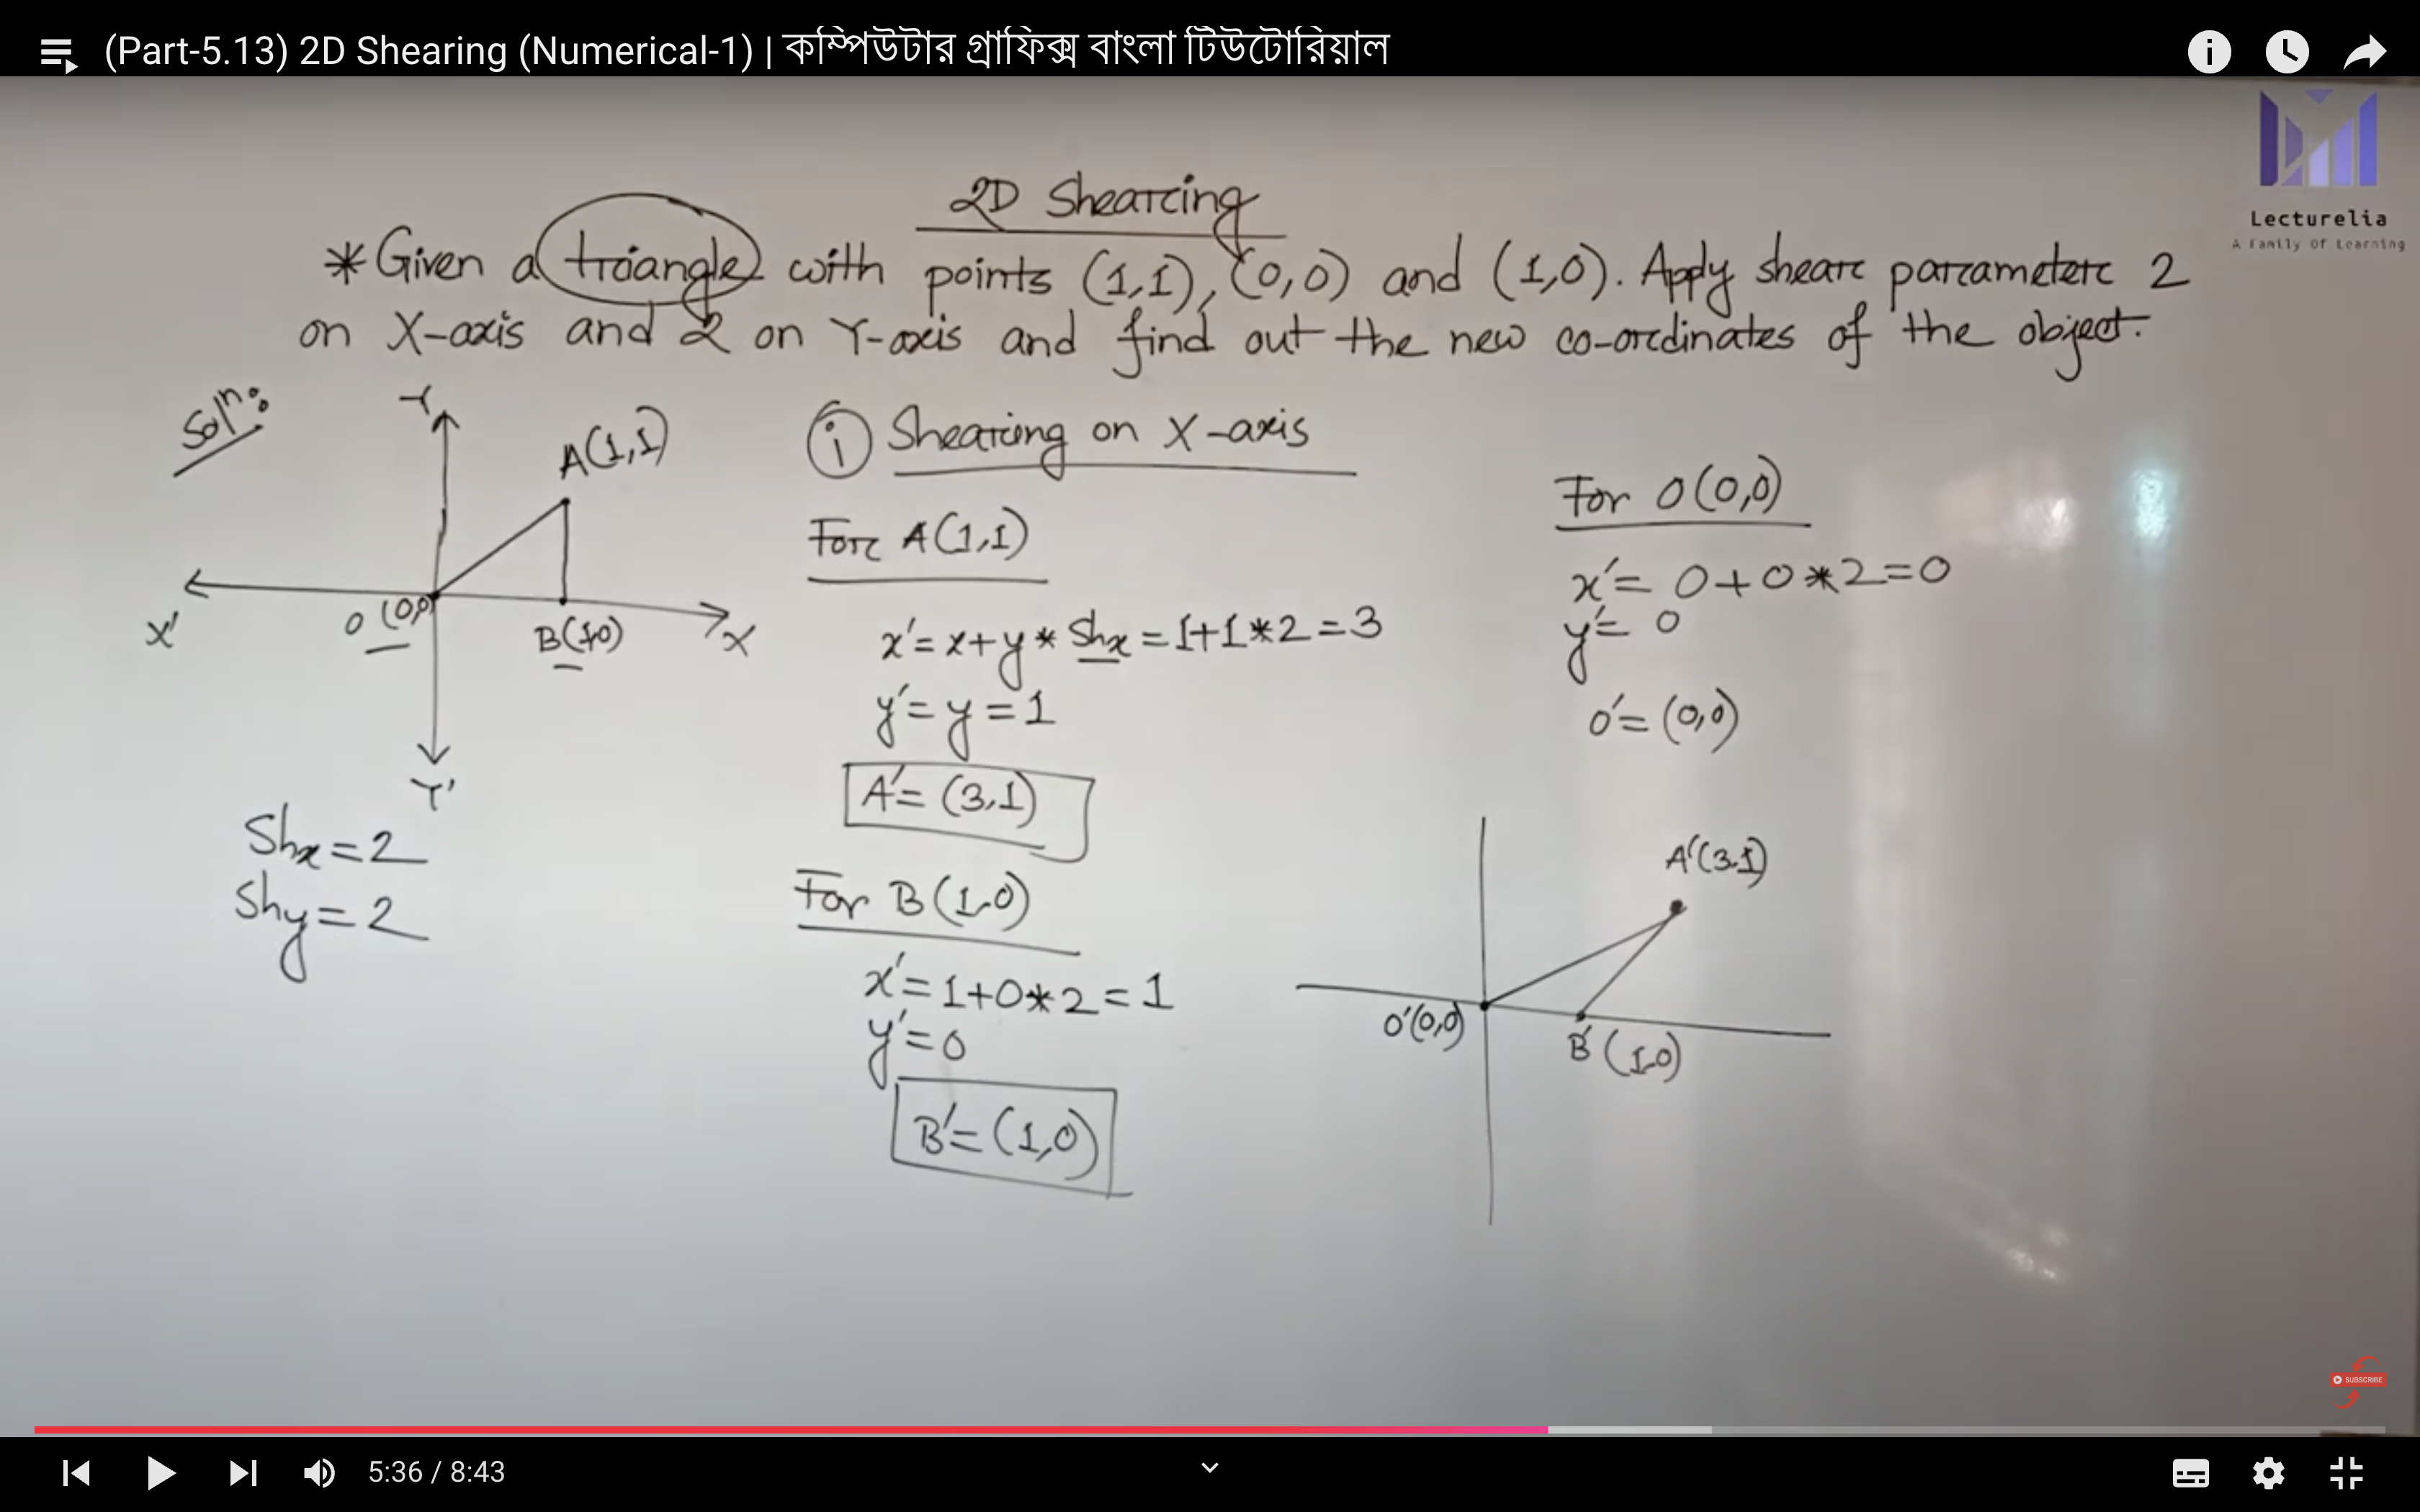 (Part-5.13) 2D Shearing (Numerical-1) | কম্পিউটার গ্রাফিক্স বাংলা টিউটোরিয়াল
Lecturelia
A Family Of Learning
2D Shearing
*Given a triangle with points (1,1), (0,0) and (1,0). Apply shear parameter 2
on X-axis and 2 on Y-axis and find out the new co-ordinates of the object.
Solⁿ:
Y
A(1,1)
X'
O (0,0)
B(1,0)
X
Y'
Shx=2
Shy=2
(i) Shearing on X-axis
For A(1,1)
x'= x+y * Shx = 1+1*2=3
y'= y = 1
A'= (3,1)
For B(1,0)
x'=1+0*2=1
y'=0
B'=(1,0)
For O(0,0)
x'= 0+0*2=0
y'= 0
O'= (0,0)
A'(3,1)
O'(0,0)
B'(1,0)
SUBSCRIBE
5:36 / 8:43